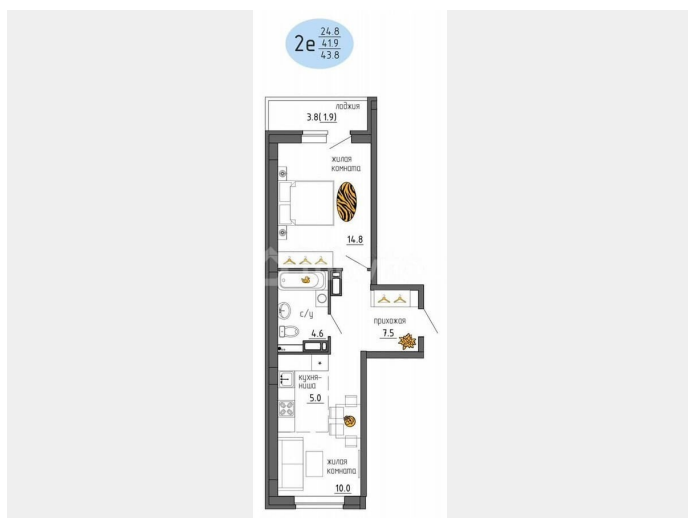 2е 24.8
41.9
43.8
лоджия
3.8(1.9)
жилая
комната
14.8
с/у
4.6
прихожая
7.5
кухня-
ниша
5.0
жилая
комната
10.0